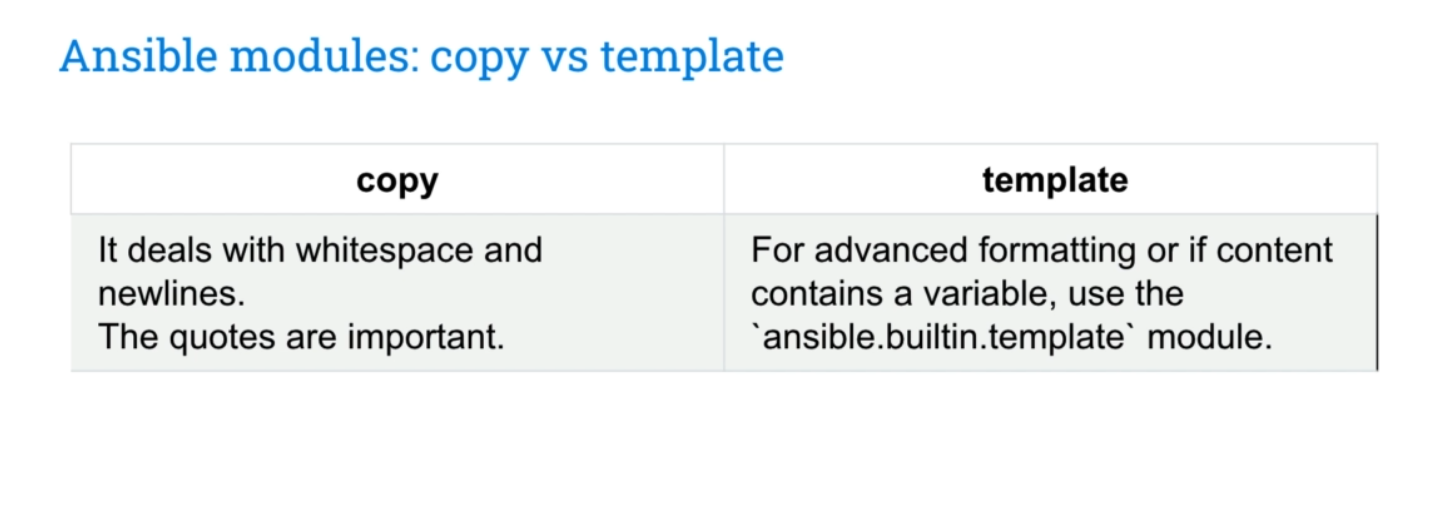 Ansible modules: copy vs template
copy
template
It deals with whitespace and
newlines.
The quotes are important.
For advanced formatting or if content
contains a variable, use the
`ansible.builtin.template` module.